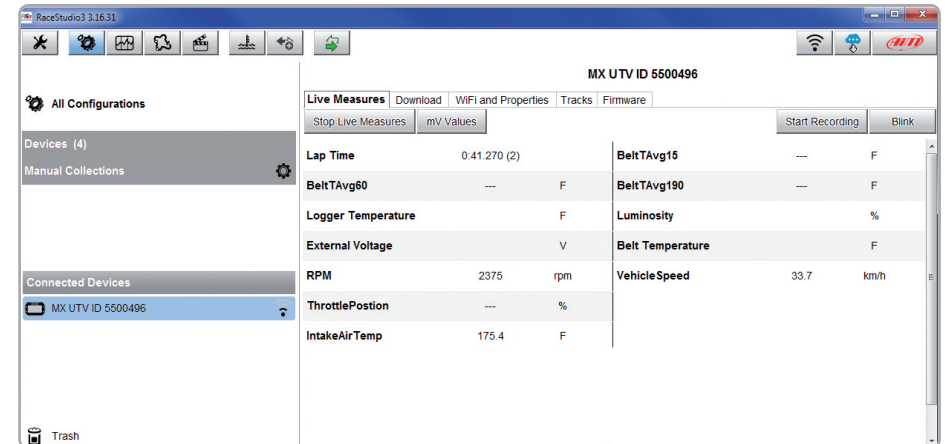 RaceStudio3 3.16.31
AiM
MX UTV ID 5500496
All Configurations
Live Measures Download WiFi and Properties Tracks Firmware
Stop Live Measures mV Values Start Recording Blink
Devices (4)
Manual Collections
Lap Time 0:41.270 (2) BeltTAvg15 --- F
BeltTAvg60 --- F BeltTAvg190 --- F
Logger Temperature F Luminosity %
External Voltage V Belt Temperature F
Connected Devices
RPM 2375 rpm VehicleSpeed 33.7 km/h
MX UTV ID 5500496
ThrottlePostion --- %
IntakeAirTemp 175.4 F
Trash